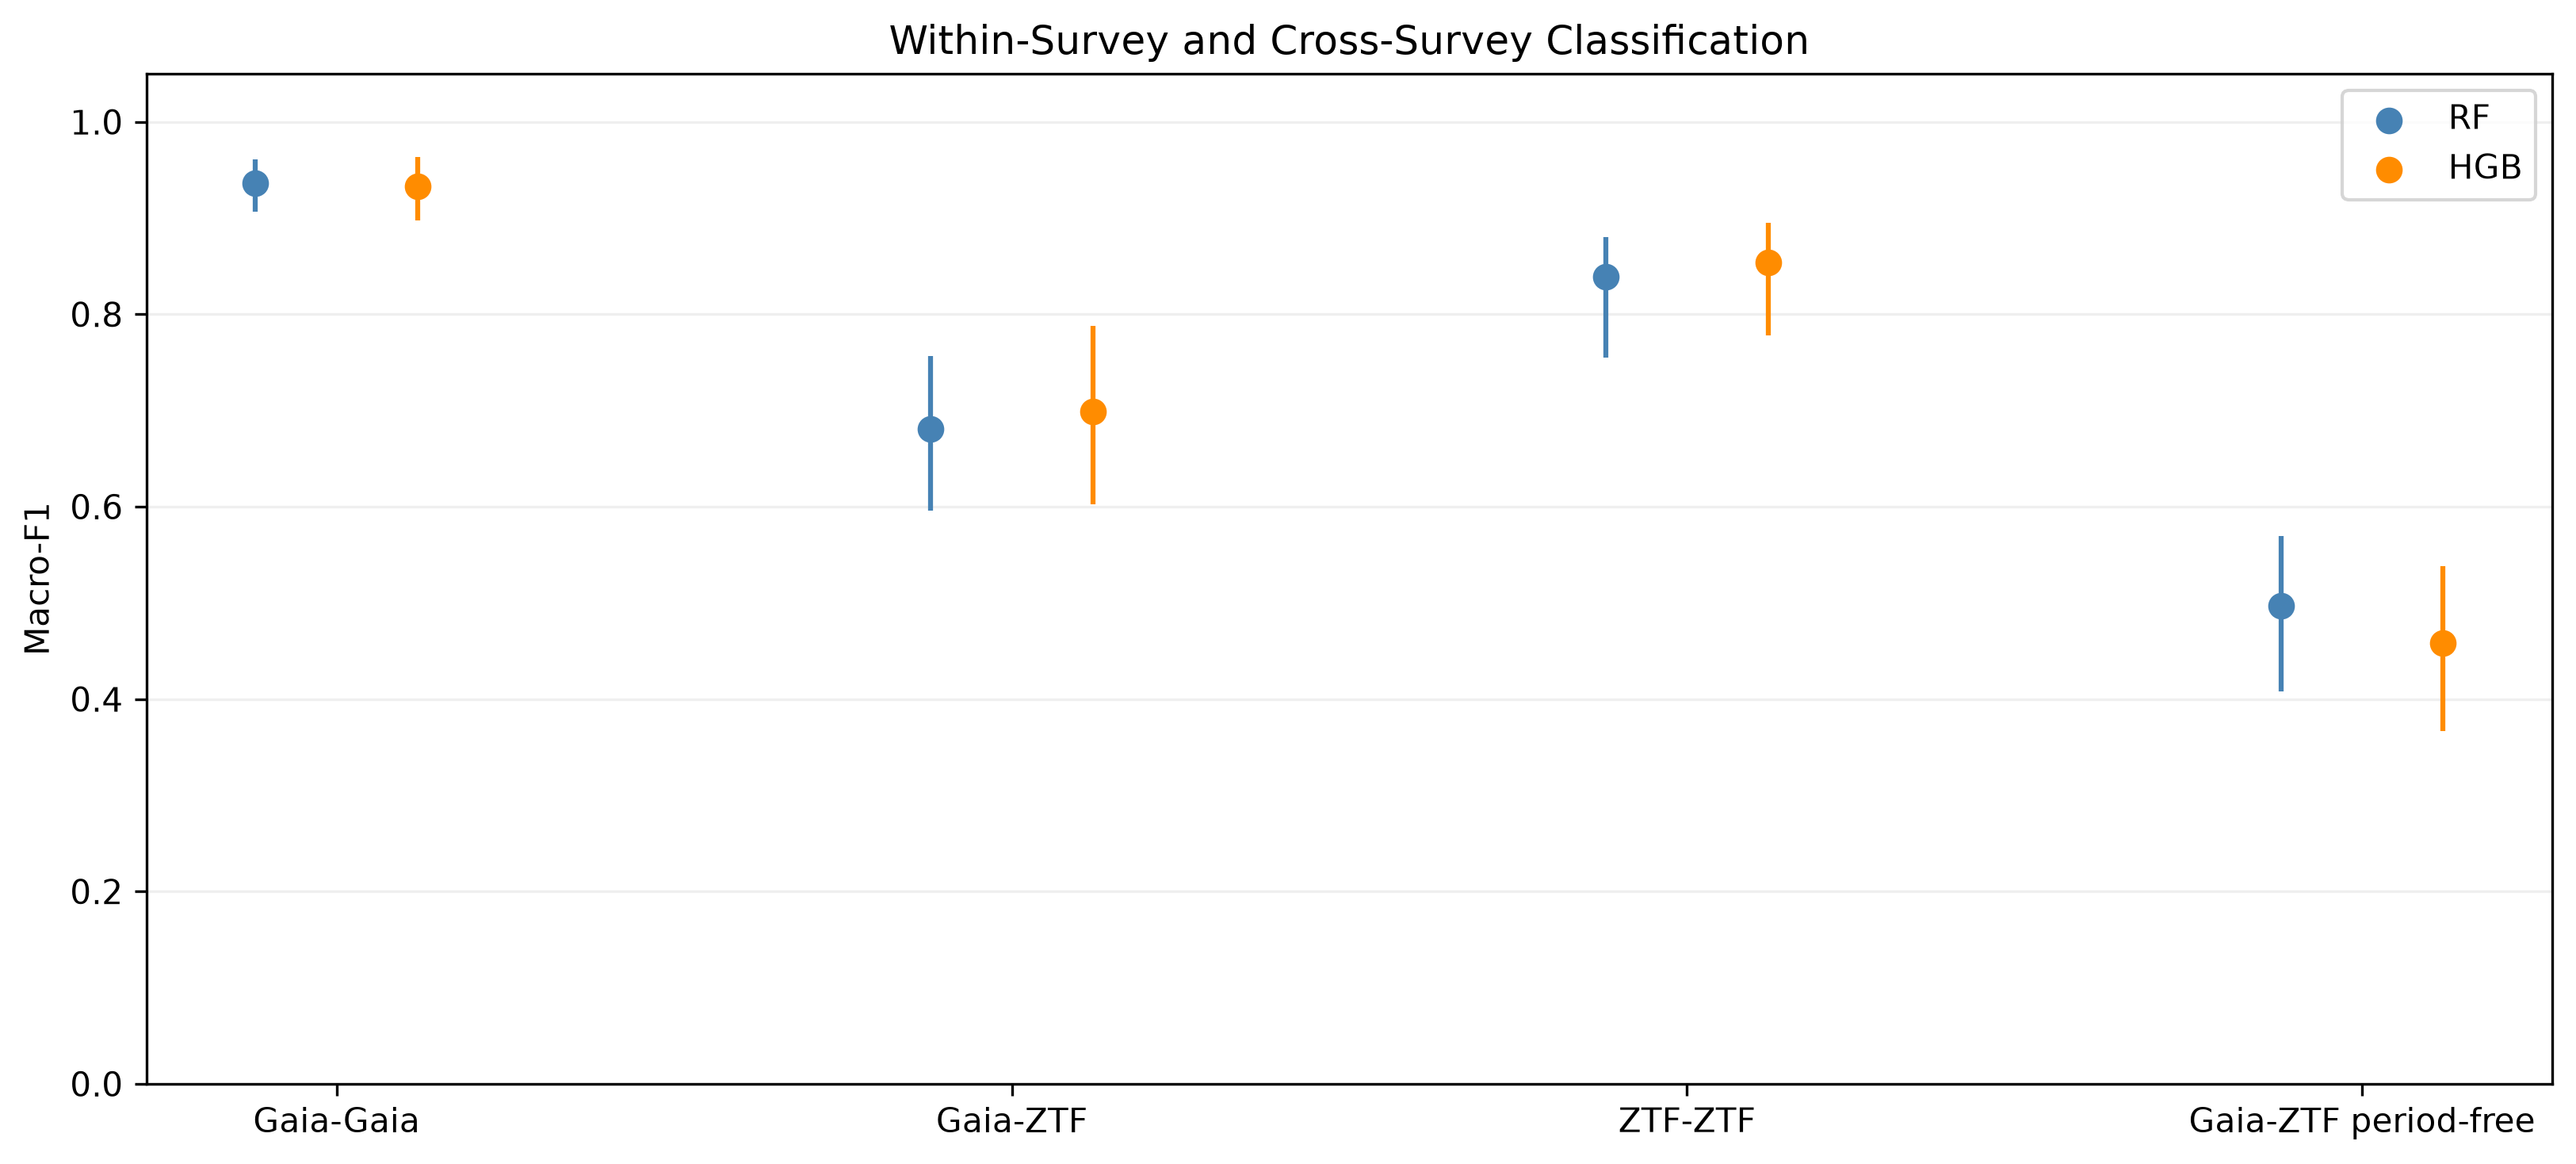 Within-Survey and Cross-Survey Classification
RF
HGB
Macro-F1
1.0
0.8
0.6
0.4
0.2
0.0
Gaia-Gaia
Gaia-ZTF
ZTF-ZTF
Gaia-ZTF period-free